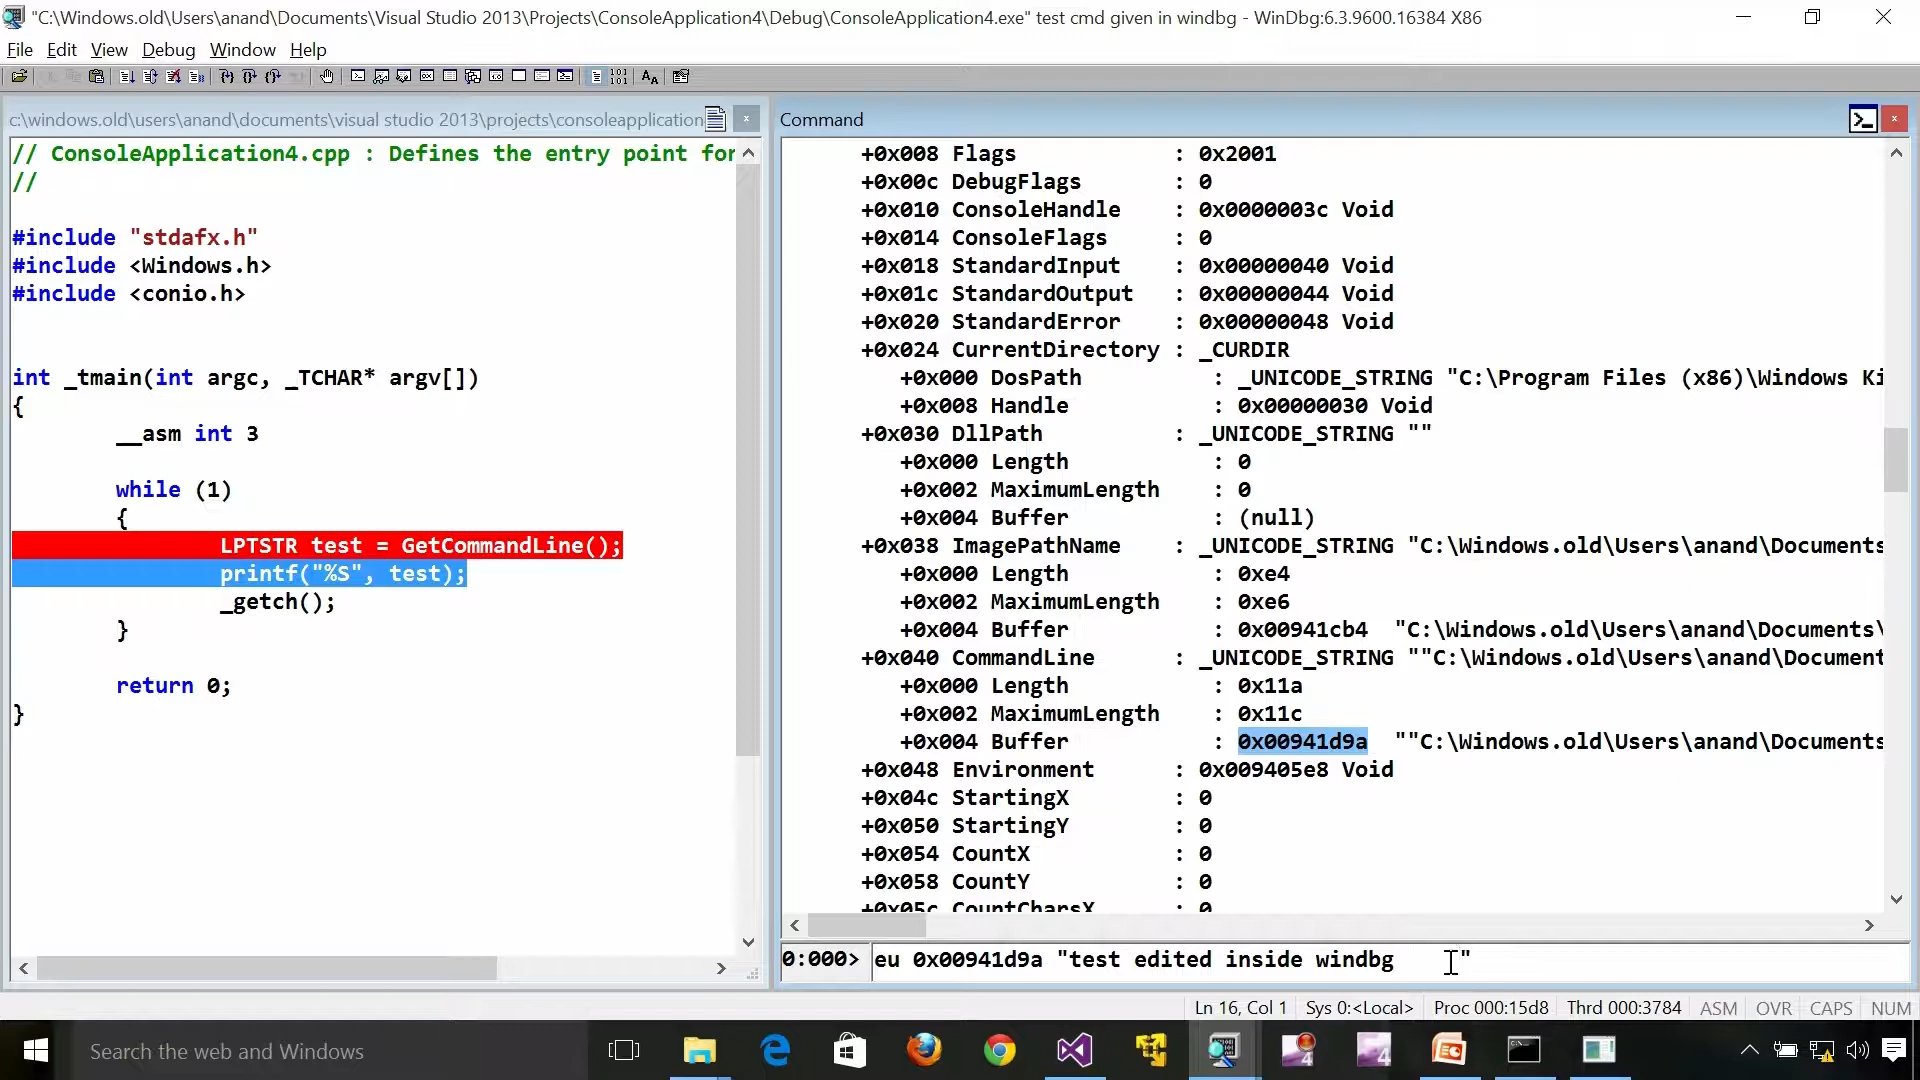 "C:\Windows.old\Users\anand\Documents\Visual Studio 2013\Projects\ConsoleApplication4\Debug\ConsoleApplication4.exe" test cmd given in windbg - WinDbg:6.3.9600.16384 X86
File Edit View Debug Window Help
c:\windows.old\users\anand\documents\visual studio 2013\projects\consoleapplication
// ConsoleApplication4.cpp : Defines the entry point for
//
#include "stdafx.h"
#include <Windows.h>
#include <conio.h>
int _tmain(int argc, _TCHAR* argv[])
{
__asm int 3
while (1)
{
LPTSTR test = GetCommandLine();
printf("%S", test);
_getch();
}
return 0;
}
Command
+0x008 Flags : 0x2001
+0x00c DebugFlags : 0
+0x010 ConsoleHandle : 0x0000003c Void
+0x014 ConsoleFlags : 0
+0x018 StandardInput : 0x00000040 Void
+0x01c StandardOutput : 0x00000044 Void
+0x020 StandardError : 0x00000048 Void
+0x024 CurrentDirectory : _CURDIR
+0x000 DosPath : _UNICODE_STRING "C:\Program Files (x86)\Windows Ki
+0x008 Handle : 0x00000030 Void
+0x030 DllPath : _UNICODE_STRING ""
+0x000 Length : 0
+0x002 MaximumLength : 0
+0x004 Buffer : (null)
+0x038 ImagePathName : _UNICODE_STRING "C:\Windows.old\Users\anand\Documents
+0x000 Length : 0xe4
+0x002 MaximumLength : 0xe6
+0x004 Buffer : 0x00941cb4 "C:\Windows.old\Users\anand\Documents\
+0x040 CommandLine : _UNICODE_STRING ""C:\Windows.old\Users\anand\Document
+0x000 Length : 0x11a
+0x002 MaximumLength : 0x11c
+0x004 Buffer : 0x00941d9a ""C:\Windows.old\Users\anand\Documents
+0x048 Environment : 0x009405e8 Void
+0x04c StartingX : 0
+0x050 StartingY : 0
+0x054 CountX : 0
+0x058 CountY : 0
+0x05c CountCharsX : 0
0:000> eu 0x00941d9a "test edited inside windbg "
Ln 16, Col 1 Sys 0:<Local> Proc 000:15d8 Thrd 000:3784 ASM OVR CAPS NUM
Search the web and Windows